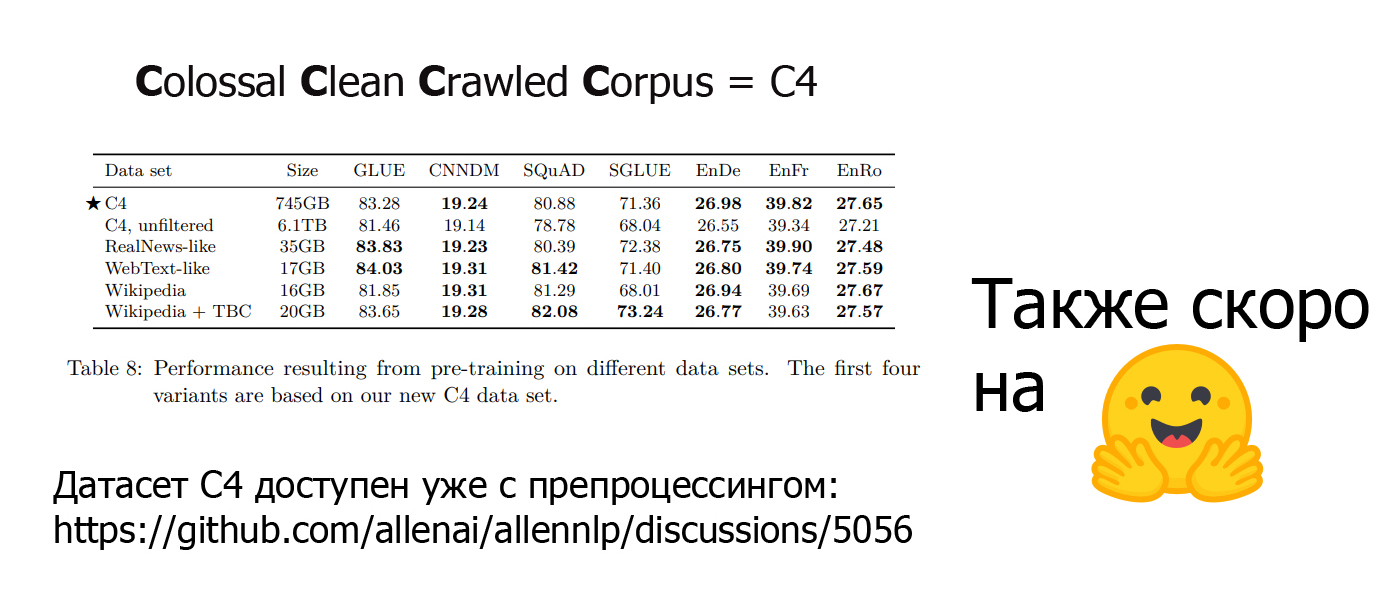 Colossal Clean Crawled Corpus = C4
Data set Size GLUE CNNDM SQuAD SGLUE EnDe EnFr EnRo
★ C4 745GB 83.28 19.24 80.88 71.36 26.98 39.82 27.65
C4, unfiltered 6.1TB 81.46 19.14 78.78 68.04 26.55 39.34 27.21
RealNews-like 35GB 83.83 19.23 80.39 72.38 26.75 39.90 27.48
WebText-like 17GB 84.03 19.31 81.42 71.40 26.80 39.74 27.59
Wikipedia 16GB 81.85 19.31 81.29 68.01 26.94 39.69 27.67
Wikipedia + TBC 20GB 83.65 19.28 82.08 73.24 26.77 39.63 27.57
Table 8: Performance resulting from pre-training on different data sets. The first four
variants are based on our new C4 data set.
Датасет C4 доступен уже с препроцессингом:
https://github.com/allenai/allennlp/discussions/5056
Также скоро
на